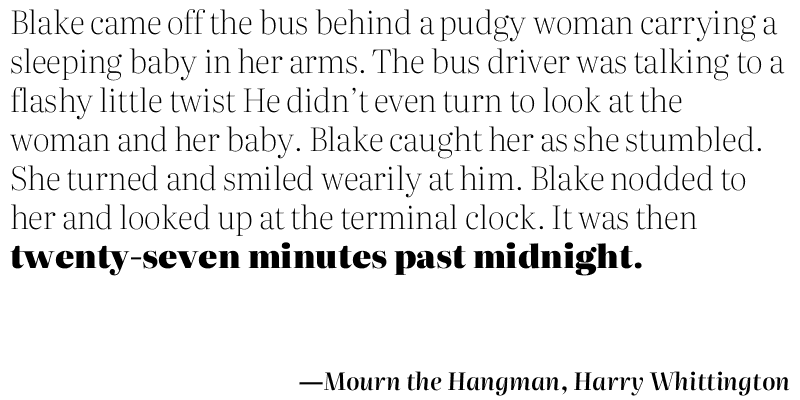 Blake came off the bus behind a pudgy woman carrying a
sleeping baby in her arms. The bus driver was talking to a
flashy little twist He didn’t even turn to look at the
woman and her baby. Blake caught her as she stumbled.
She turned and smiled wearily at him. Blake nodded to
her and looked up at the terminal clock. It was then
twenty-seven minutes past midnight.
—Mourn the Hangman, Harry Whittington